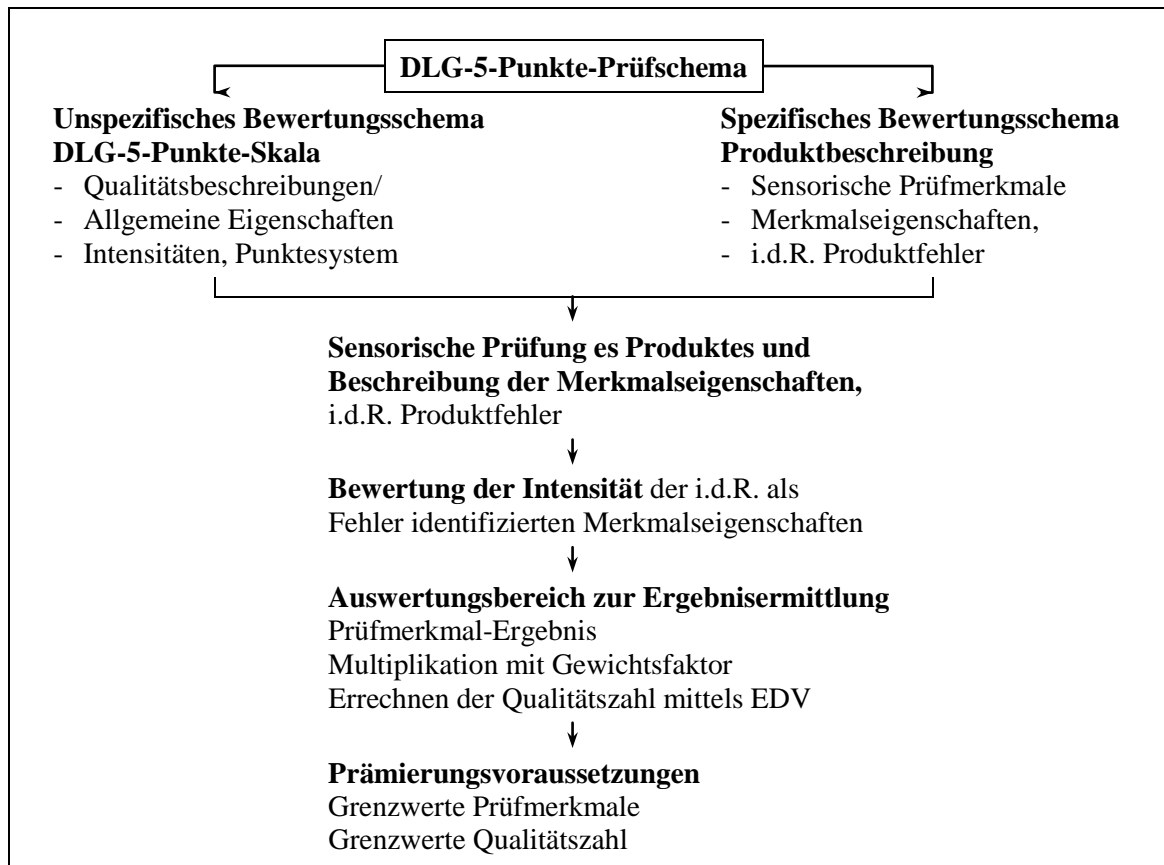 DLG-5-Punkte-Prüfschema
Unspezifisches Bewertungsschema
DLG-5-Punkte-Skala
- Qualitätsbeschreibungen/
- Allgemeine Eigenschaften
- Intensitäten, Punktesystem
Spezifisches Bewertungsschema
Produktbeschreibung
- Sensorische Prüfmerkmale
- Merkmalseigenschaften,
- i.d.R. Produktfehler
Sensorische Prüfung es Produktes und
Beschreibung der Merkmalseigenschaften,
i.d.R. Produktfehler
Bewertung der Intensität der i.d.R. als
Fehler identifizierten Merkmalseigenschaften
Auswertungsbereich zur Ergebnisermittlung
Prüfmerkmal-Ergebnis
Multiplikation mit Gewichtsfaktor
Errechnen der Qualitätszahl mittels EDV
Prämierungsvoraussetzungen
Grenzwerte Prüfmerkmale
Grenzwerte Qualitätszahl